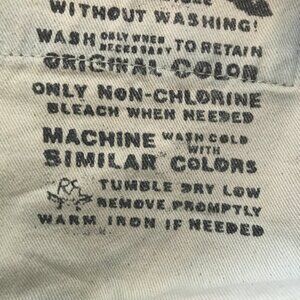 WITHOUT WASHING!
WASH ONLY WHEN NECESSARY TO RETAIN
ORIGINAL COLOR
ONLY NON-CHLORINE
BLEACH WHEN NEEDED
MACHINE WASH COLD WITH
SIMILAR COLORS
TUMBLE DRY LOW
REMOVE PROMPTLY
WARM IRON IF NEEDED